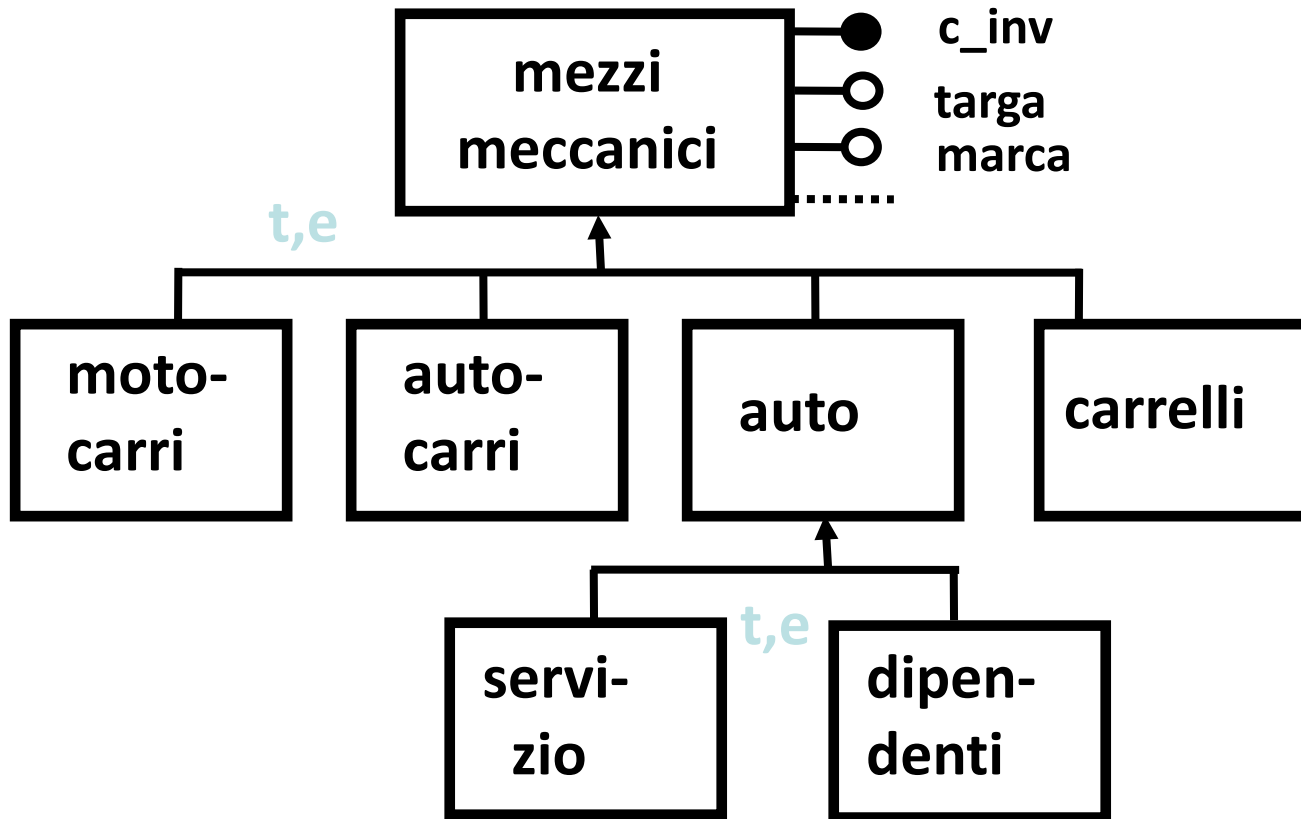 mezzi
meccanici
c_inv
targa
marca
t,e
moto-
carri
auto-
carri
auto
carrelli
t,e
servi-
zio
dipen-
denti